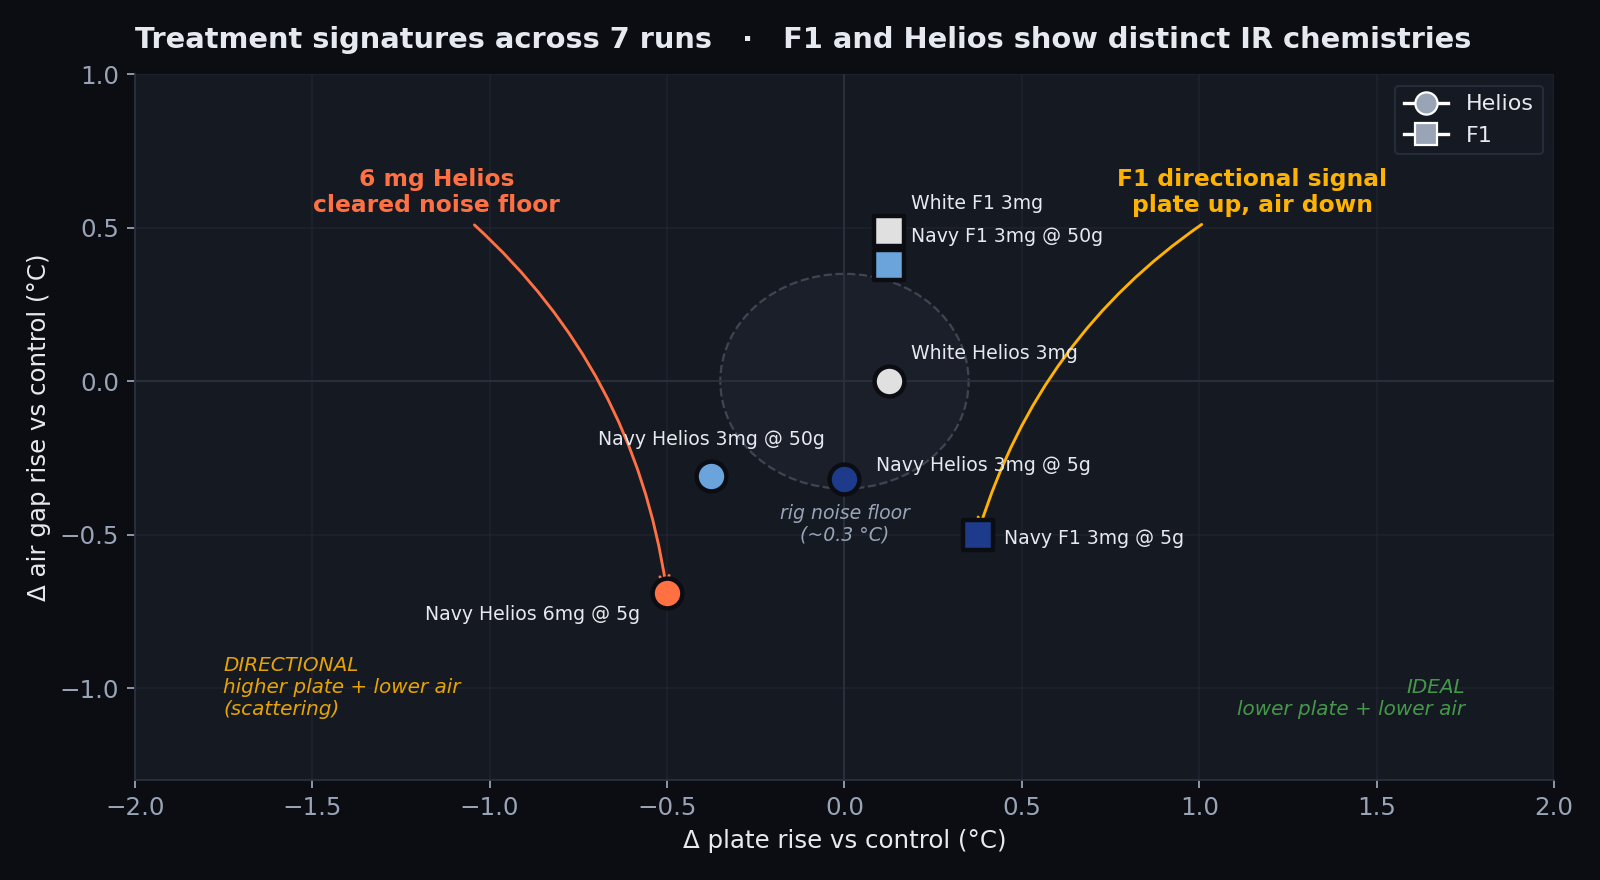 Treatment signatures across 7 runs · F1 and Helios show distinct IR chemistries
Δ air gap rise vs control (°C)
1.0
0.5
0.0
−0.5
−1.0
Helios
F1
6 mg Helios
cleared noise floor
F1 directional signal
plate up, air down
White F1 3mg
Navy F1 3mg @ 50g
White Helios 3mg
Navy Helios 3mg @ 50g
Navy Helios 3mg @ 5g
rig noise floor
(~0.3 °C)
Navy F1 3mg @ 5g
Navy Helios 6mg @ 5g
DIRECTIONAL
higher plate + lower air
(scattering)
IDEAL
lower plate + lower air
−2.0 −1.5 −1.0 −0.5 0.0 0.5 1.0 1.5 2.0
Δ plate rise vs control (°C)